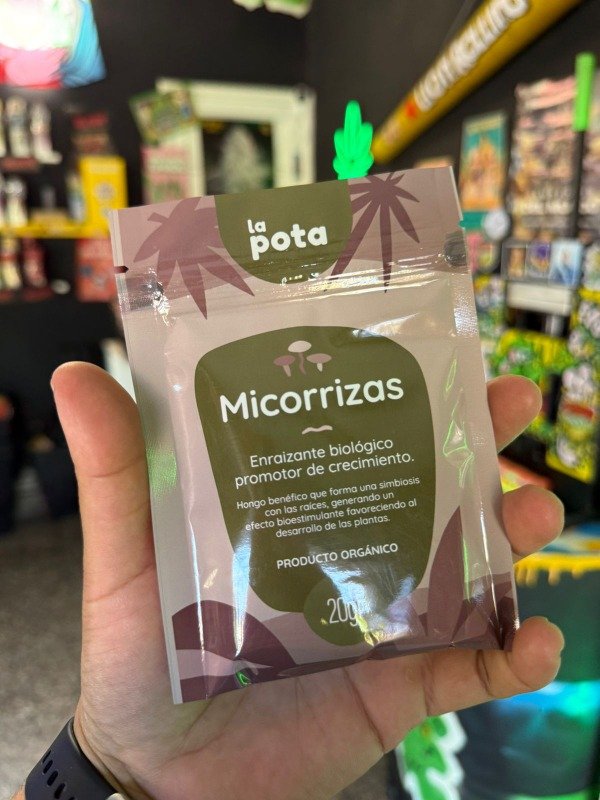 la
pota
Micorrizas
Enraizante biológico
promotor de crecimiento.
Hongo benéfico que forma una simbiosis
con las raíces, generando un
efecto bioestimulante favoreciendo al
desarrollo de las plantas.
PRODUCTO ORGÁNICO
20g